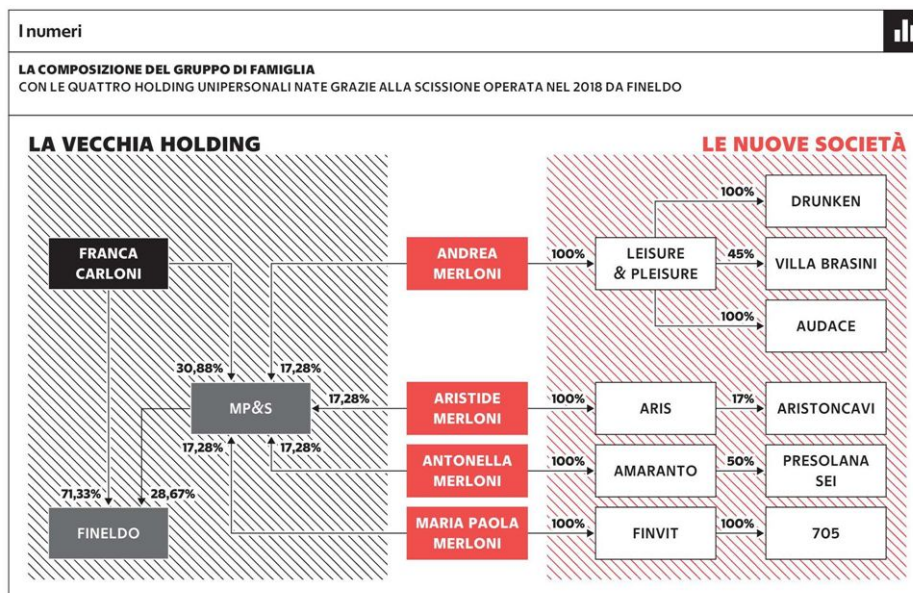 I numeri
LA COMPOSIZIONE DEL GRUPPO DI FAMIGLIA
CON LE QUATTRO HOLDING UNIPERSONALI NATE GRAZIE ALLA SCISSIONE OPERATA NEL 2018 DA FINELDO
LA VECCHIA HOLDING
LE NUOVE SOCIETÀ
FRANCA
CARLONI
ANDREA
MERLONI
100%
LEISURE
& PLEISURE
100%
DRUNKEN
45%
VILLA BRASINI
100%
AUDACE
30,88%
17,28%
MP&S
17,28%
ARISTIDE
MERLONI
100%
ARIS
17%
ARISTONCAVI
17,28%
17,28%
ANTONELLA
MERLONI
100%
AMARANTO
50%
PRESOLANA
SEI
71,33%
28,67%
FINELDO
MARIA PAOLA
MERLONI
100%
FINVIT
100%
705